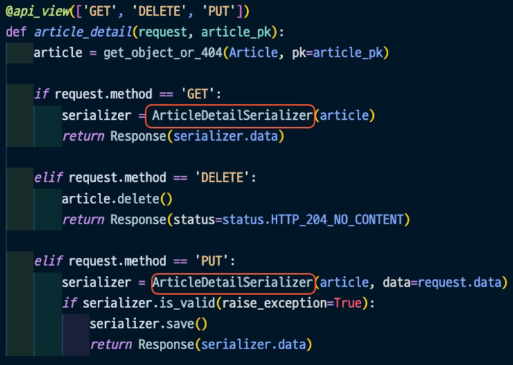 @api_view(['GET', 'DELETE', 'PUT'])
def article_detail(request, article_pk):
    article = get_object_or_404(Article, pk=article_pk)

    if request.method == 'GET':
        serializer = ArticleDetailSerializer(article)
        return Response(serializer.data)

    elif request.method == 'DELETE':
        article.delete()
        return Response(status=status.HTTP_204_NO_CONTENT)

    elif request.method == 'PUT':
        serializer = ArticleDetailSerializer(article, data=request.data)
        if serializer.is_valid(raise_exception=True):
            serializer.save()
            return Response(serializer.data)